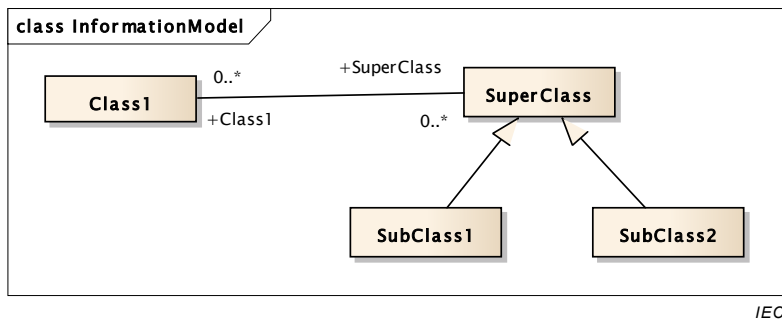 class InformationModel
0..*
+SuperClass
Class1
SuperClass
+Class1
0..*
SubClass1
SubClass2
IEC